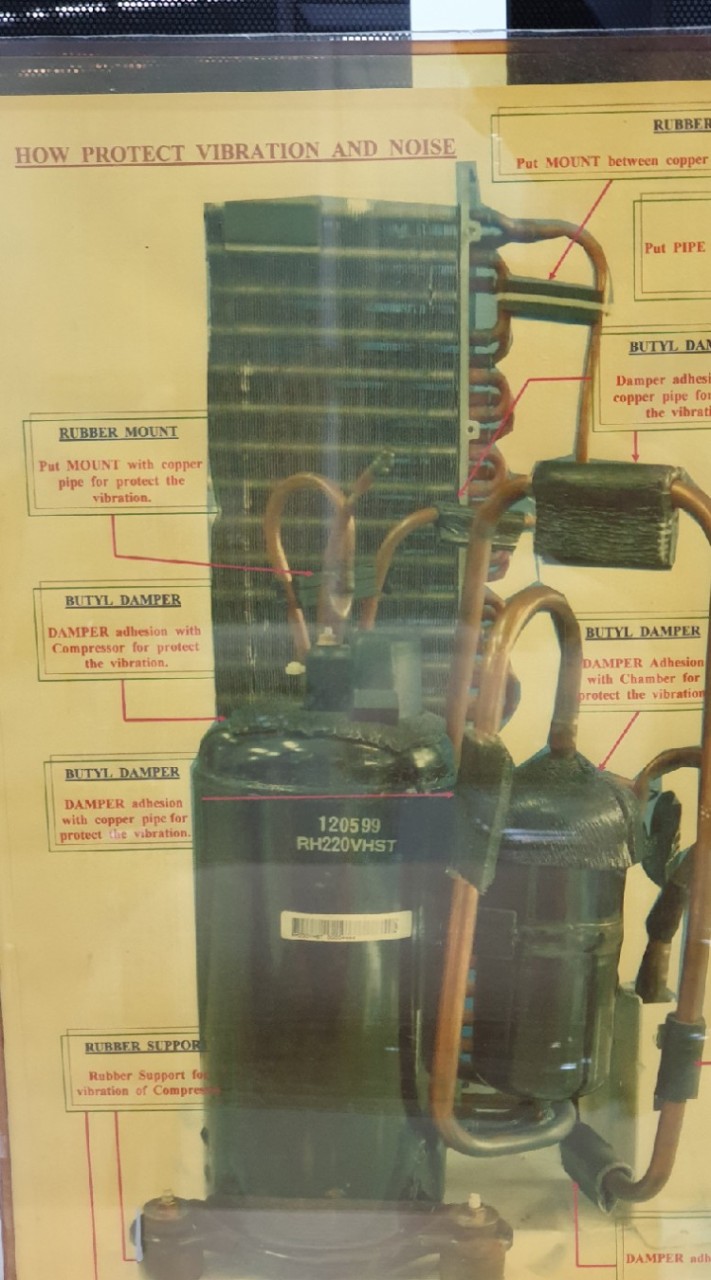 HOW PROTECT VIBRATION AND NOISE
RUBBER
Put MOUNT between copper
Put PIPE
BUTYL DAM
Damper adhesi
copper pipe for
the vibrati
RUBBER MOUNT
Put MOUNT with copper
pipe for protect the
vibration.
BUTYL DAMPER
DAMPER adhesion with
Compressor for protect
the vibration.
BUTYL DAMPER
DAMPER Adhesion
with Chamber for
protect the vibration
BUTYL DAMPER
DAMPER adhesion
with copper pipe for
protect the vibration.
120599
RH220VHST
RUBBER SUPPOR
Rubber Support for
vibration of Compress
DAMPER adh